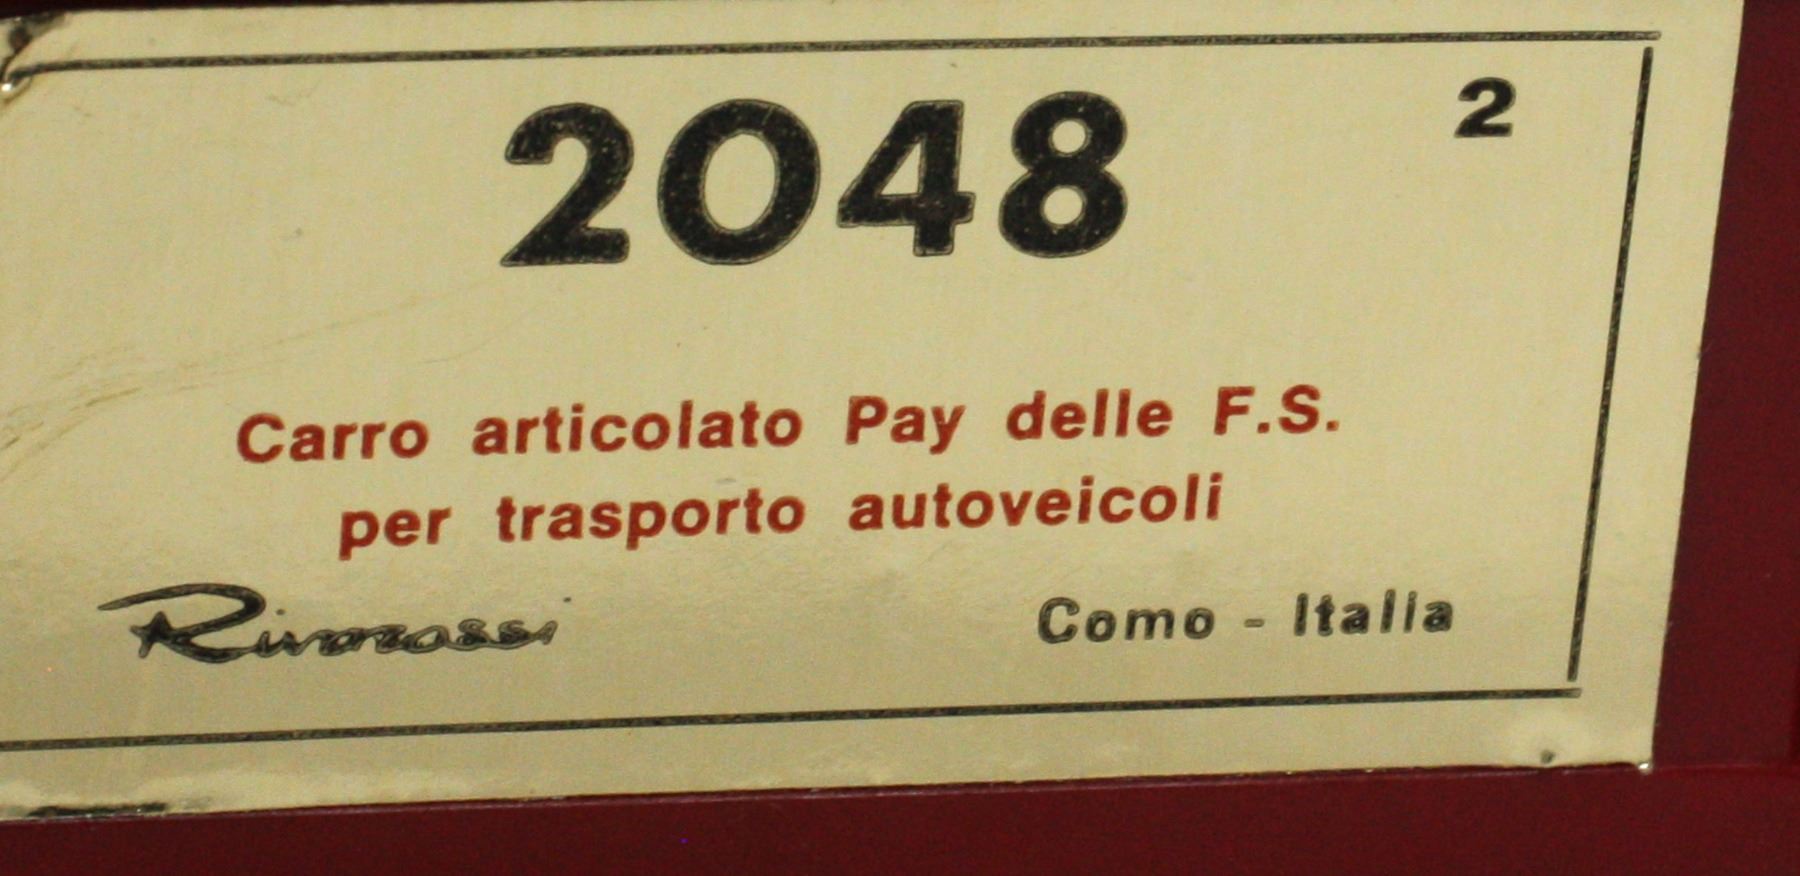 2048 2
Carro articolato Pay delle F.S.
per trasporto autoveicoli
Rivarossi Como - Italia